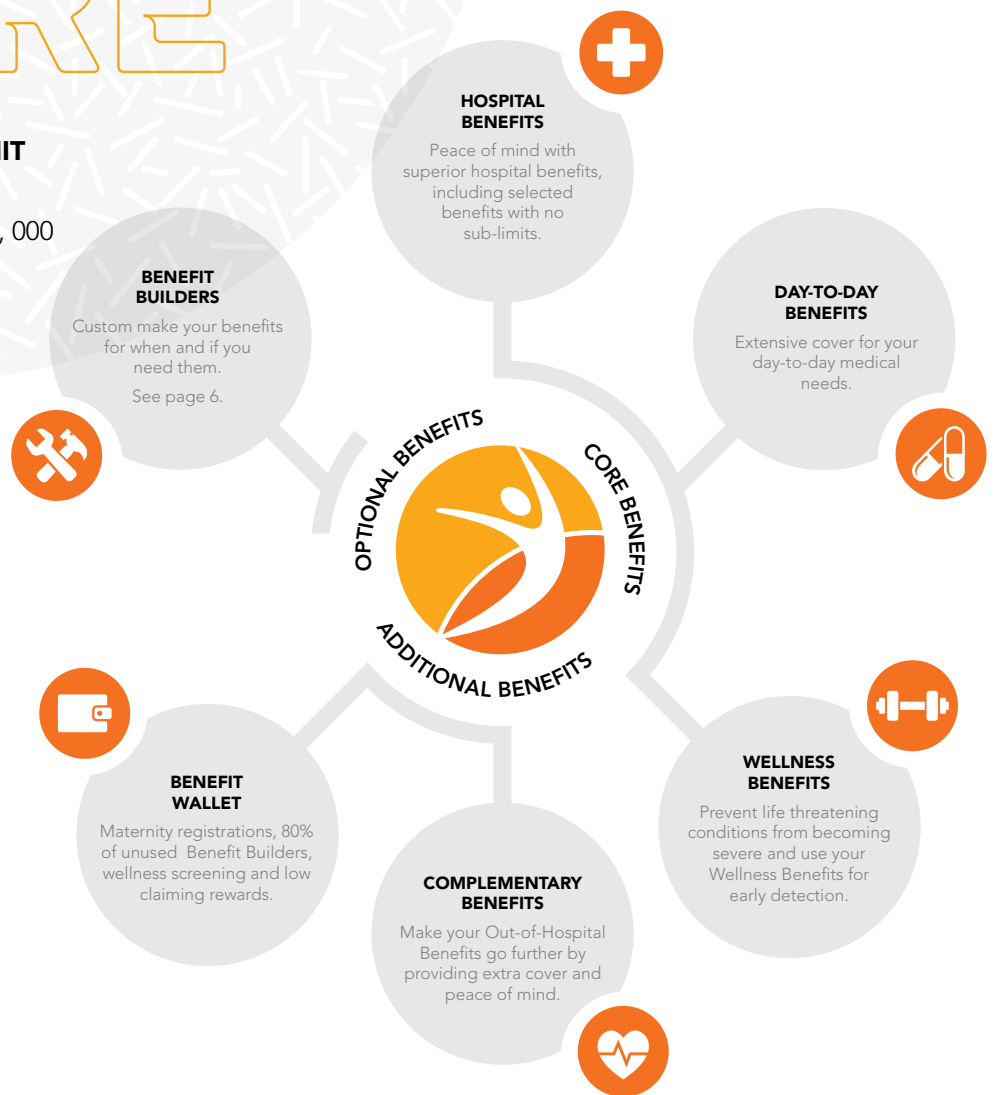 RE
IIT
, 000
HOSPITAL
BENEFITS
Peace of mind with
superior hospital benefits,
including selected
benefits with no
sub-limits.
BENEFIT
BUILDERS
Custom make your benefits
for when and if you
need them.
See page 6.
DAY-TO-DAY
BENEFITS
Extensive cover for your
day-to-day medical
needs.
OPTIONAL BENEFITS
CORE BENEFITS
ADDITIONAL BENEFITS
BENEFIT
WALLET
Maternity registrations, 80%
of unused Benefit Builders,
wellness screening and low
claiming rewards.
COMPLEMENTARY
BENEFITS
Make your Out-of-Hospital
Benefits go further by
providing extra cover and
peace of mind.
WELLNESS
BENEFITS
Prevent life threatening
conditions from becoming
severe and use your
Wellness Benefits for
early detection.